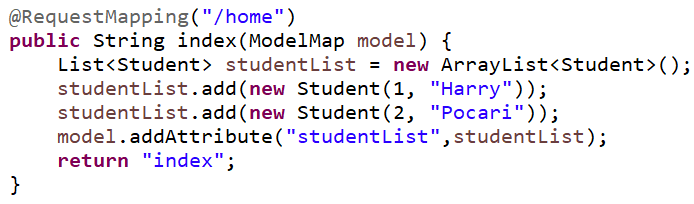 @RequestMapping("/home")
public String index(ModelMap model) {
    List<Student> studentList = new ArrayList<Student>();
    studentList.add(new Student(1, "Harry"));
    studentList.add(new Student(2, "Pocari"));
    model.addAttribute("studentList",studentList);
    return "index";
}